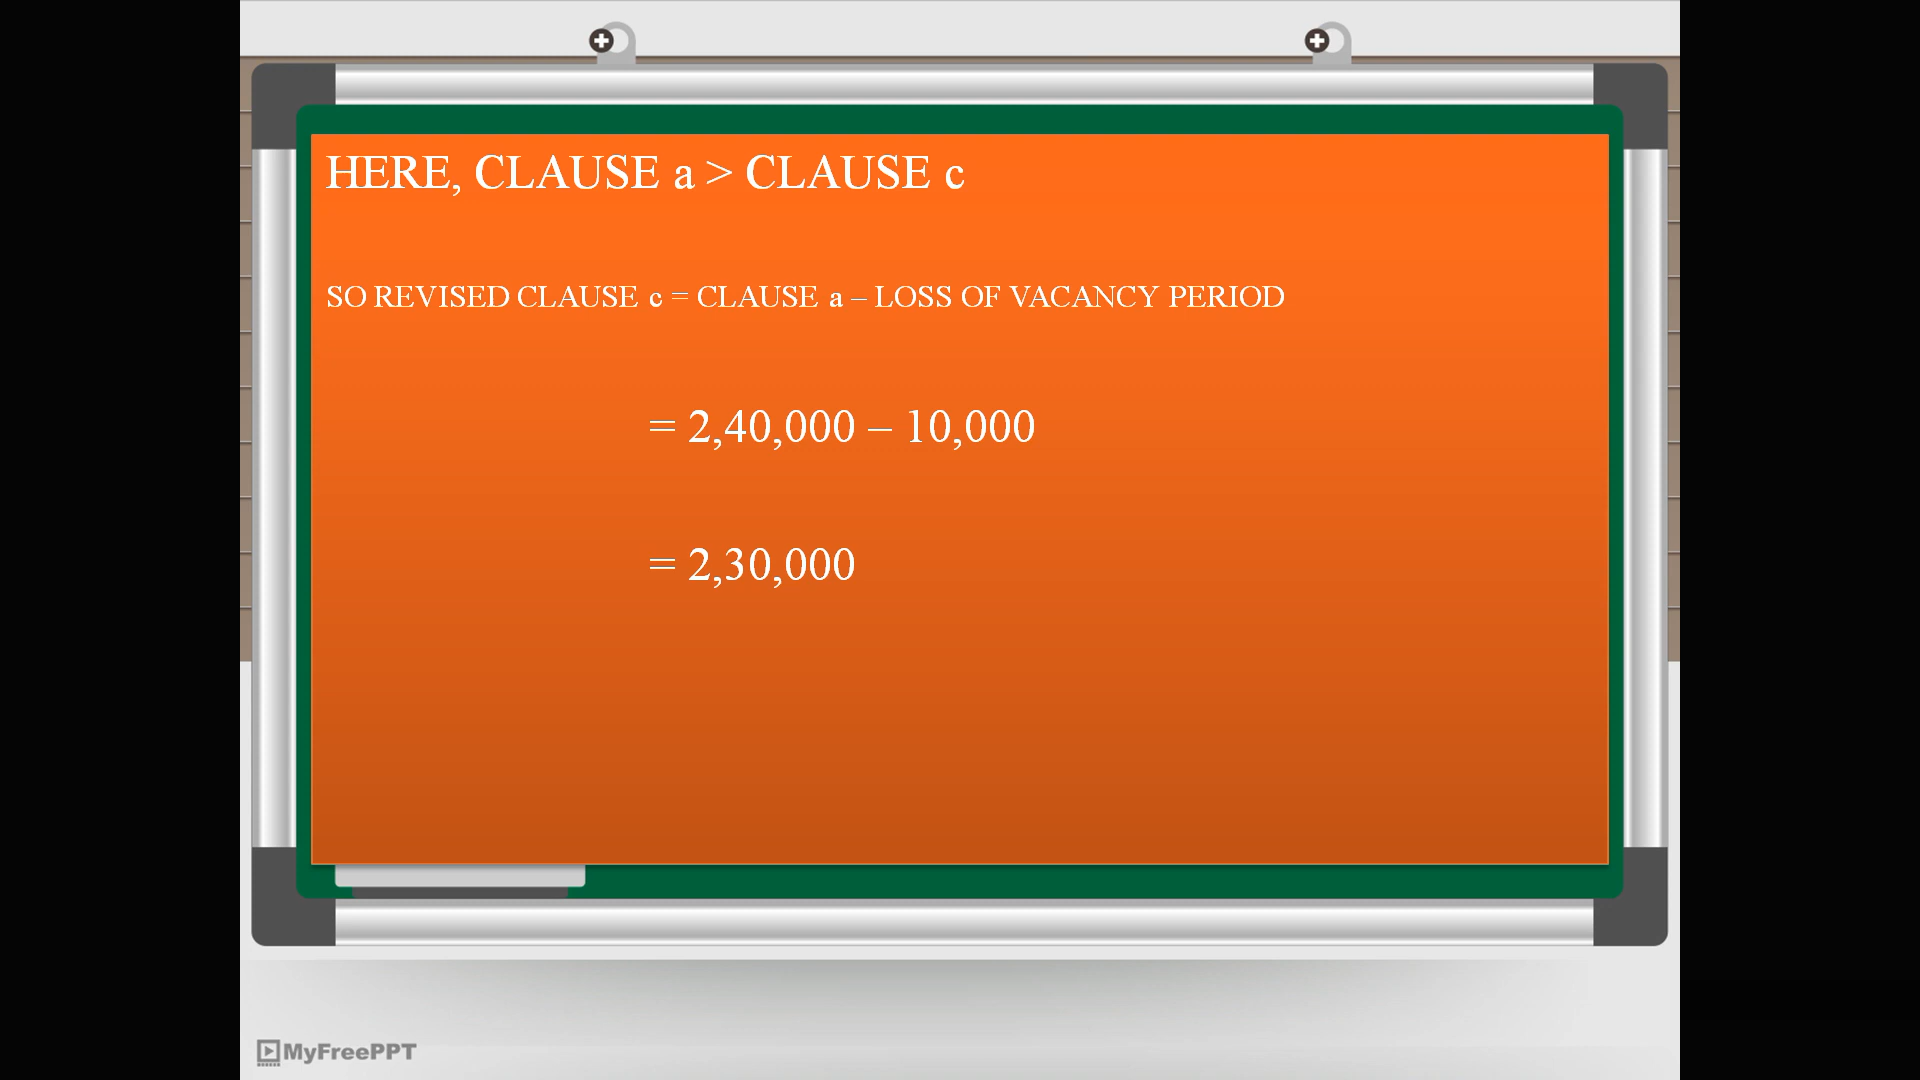 HERE, CLAUSE a > CLAUSE c
SO REVISED CLAUSE c = CLAUSE a – LOSS OF VACANCY PERIOD
= 2,40,000 – 10,000
= 2,30,000
MyFreePPT